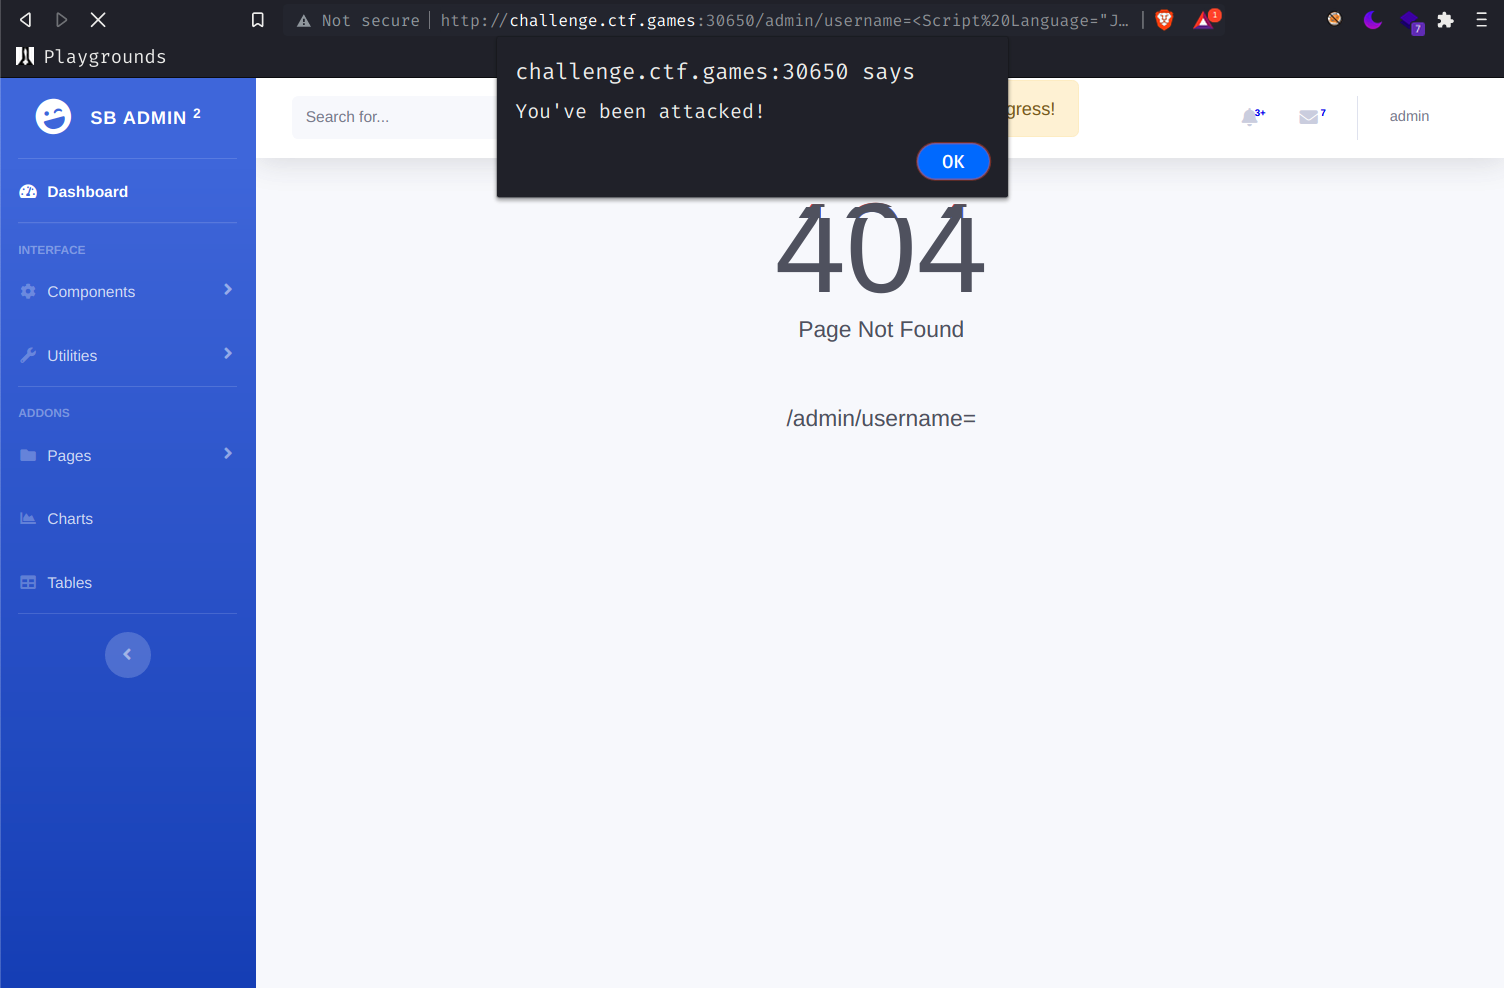 Not secure | http://challenge.ctf.games:30650/admin/username=<Script%20Language="J…
1
7
Playgrounds
challenge.ctf.games:30650 says
You've been attacked!
OK
SB ADMIN 2
Search for...
gress!
3+
7
admin
Dashboard
INTERFACE
Components
Utilities
ADDONS
Pages
Charts
Tables
404
Page Not Found
/admin/username=